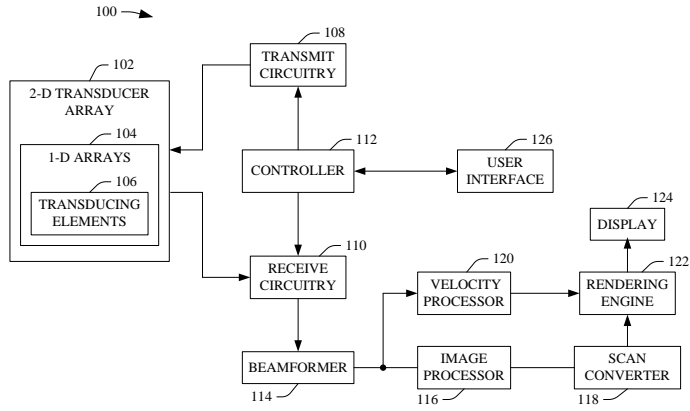 100
108
TRANSMIT
CIRCUITRY
102
2-D TRANSDUCER
ARRAY
104
1-D ARRAYS
106
TRANSDUCING
ELEMENTS
112
CONTROLLER
126
USER
INTERFACE
124
DISPLAY
110
RECEIVE
CIRCUITRY
120
VELOCITY
PROCESSOR
122
RENDERING
ENGINE
BEAMFORMER
114
IMAGE
PROCESSOR
116
SCAN
CONVERTER
118